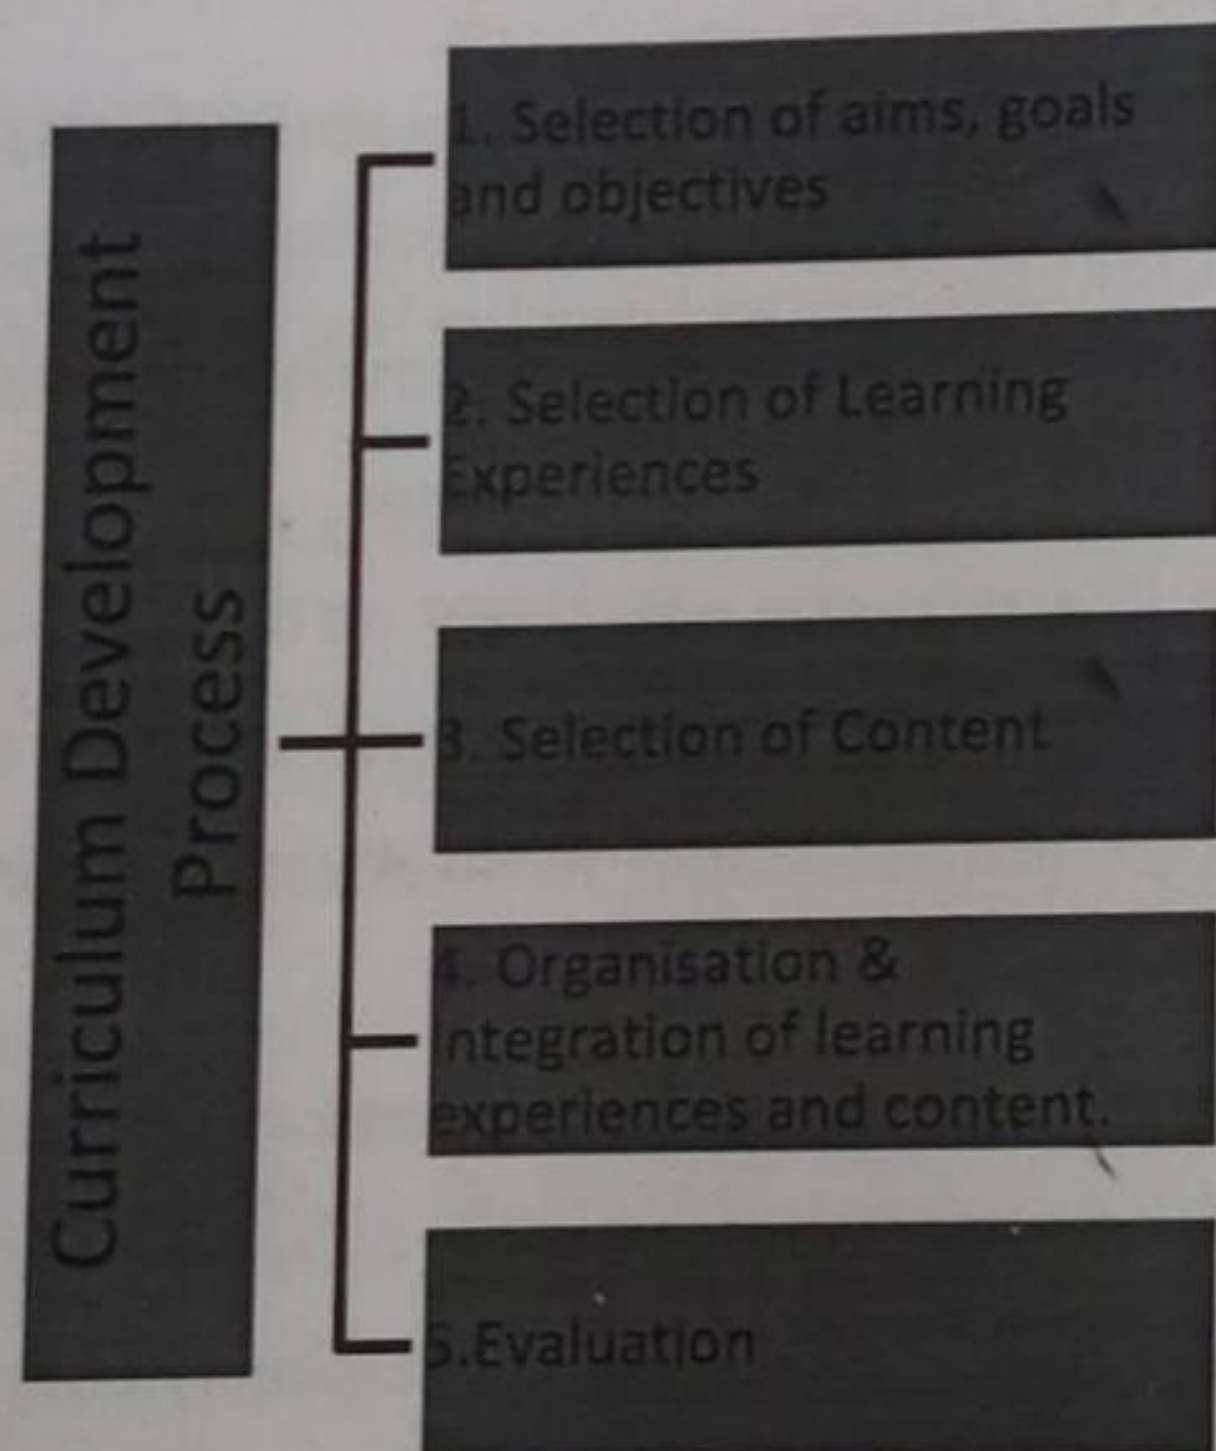 Curriculum Development
Process
1. Selection of aims, goals
and objectives
2. Selection of Learning
Experiences
3. Selection of Content
4. Organisation &
Integration of learning
experiences and content.
5.Evaluation